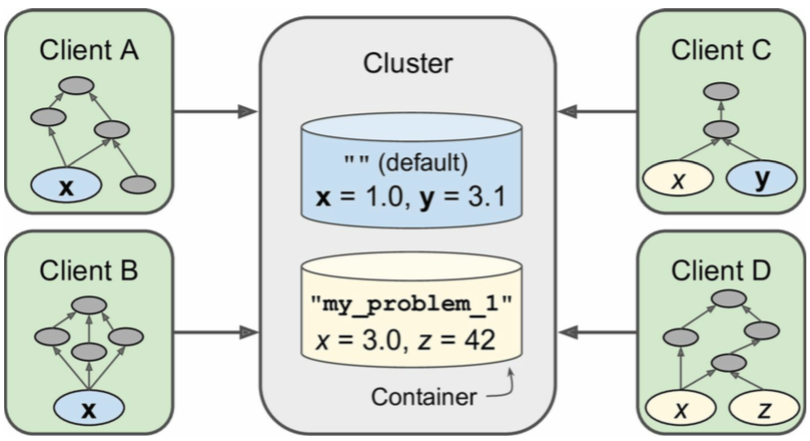 Client A
x
Client B
x
Cluster
"" (default)
x = 1.0, y = 3.1
"my_problem_1"
x = 3.0, z = 42
Container
Client C
x
y
Client D
x
z